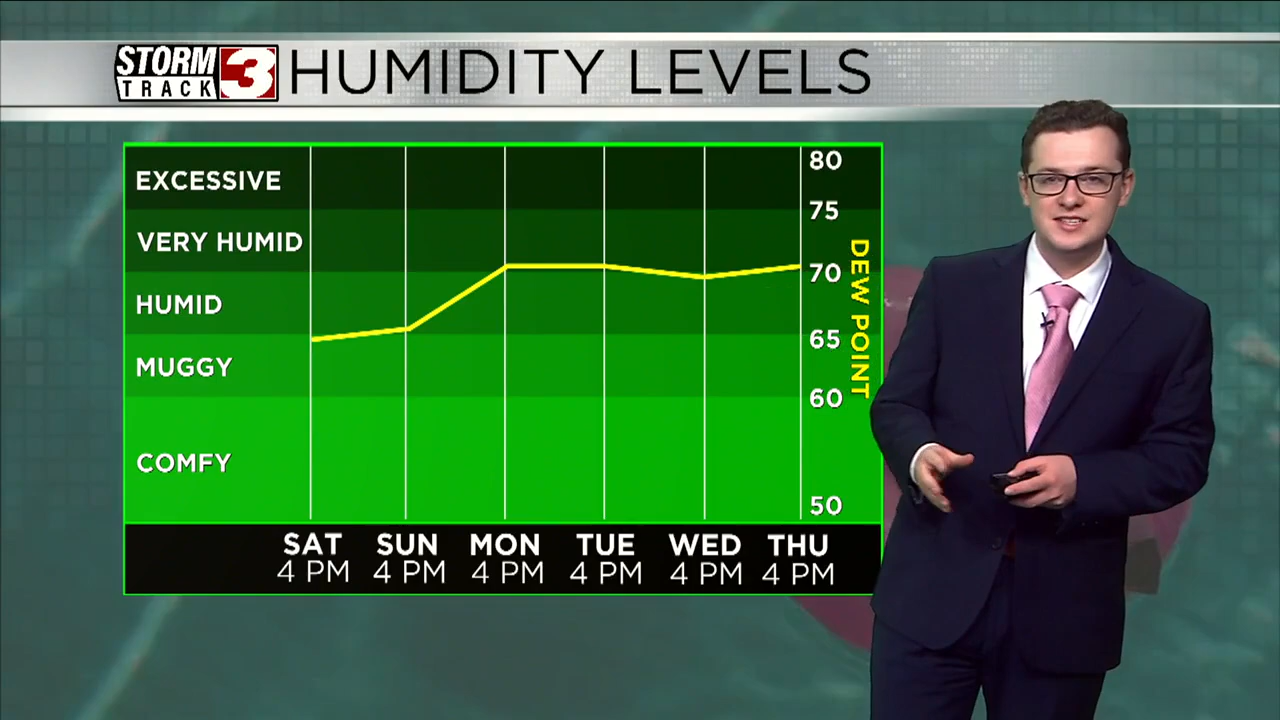 STORM
TRACK 3
HUMIDITY LEVELS
EXCESSIVE
VERY HUMID
HUMID
MUGGY
COMFY
80
75
70
65
60
50
DEW POINT
SAT SUN MON TUE WED THU
4 PM 4 PM 4 PM 4 PM 4 PM 4 PM